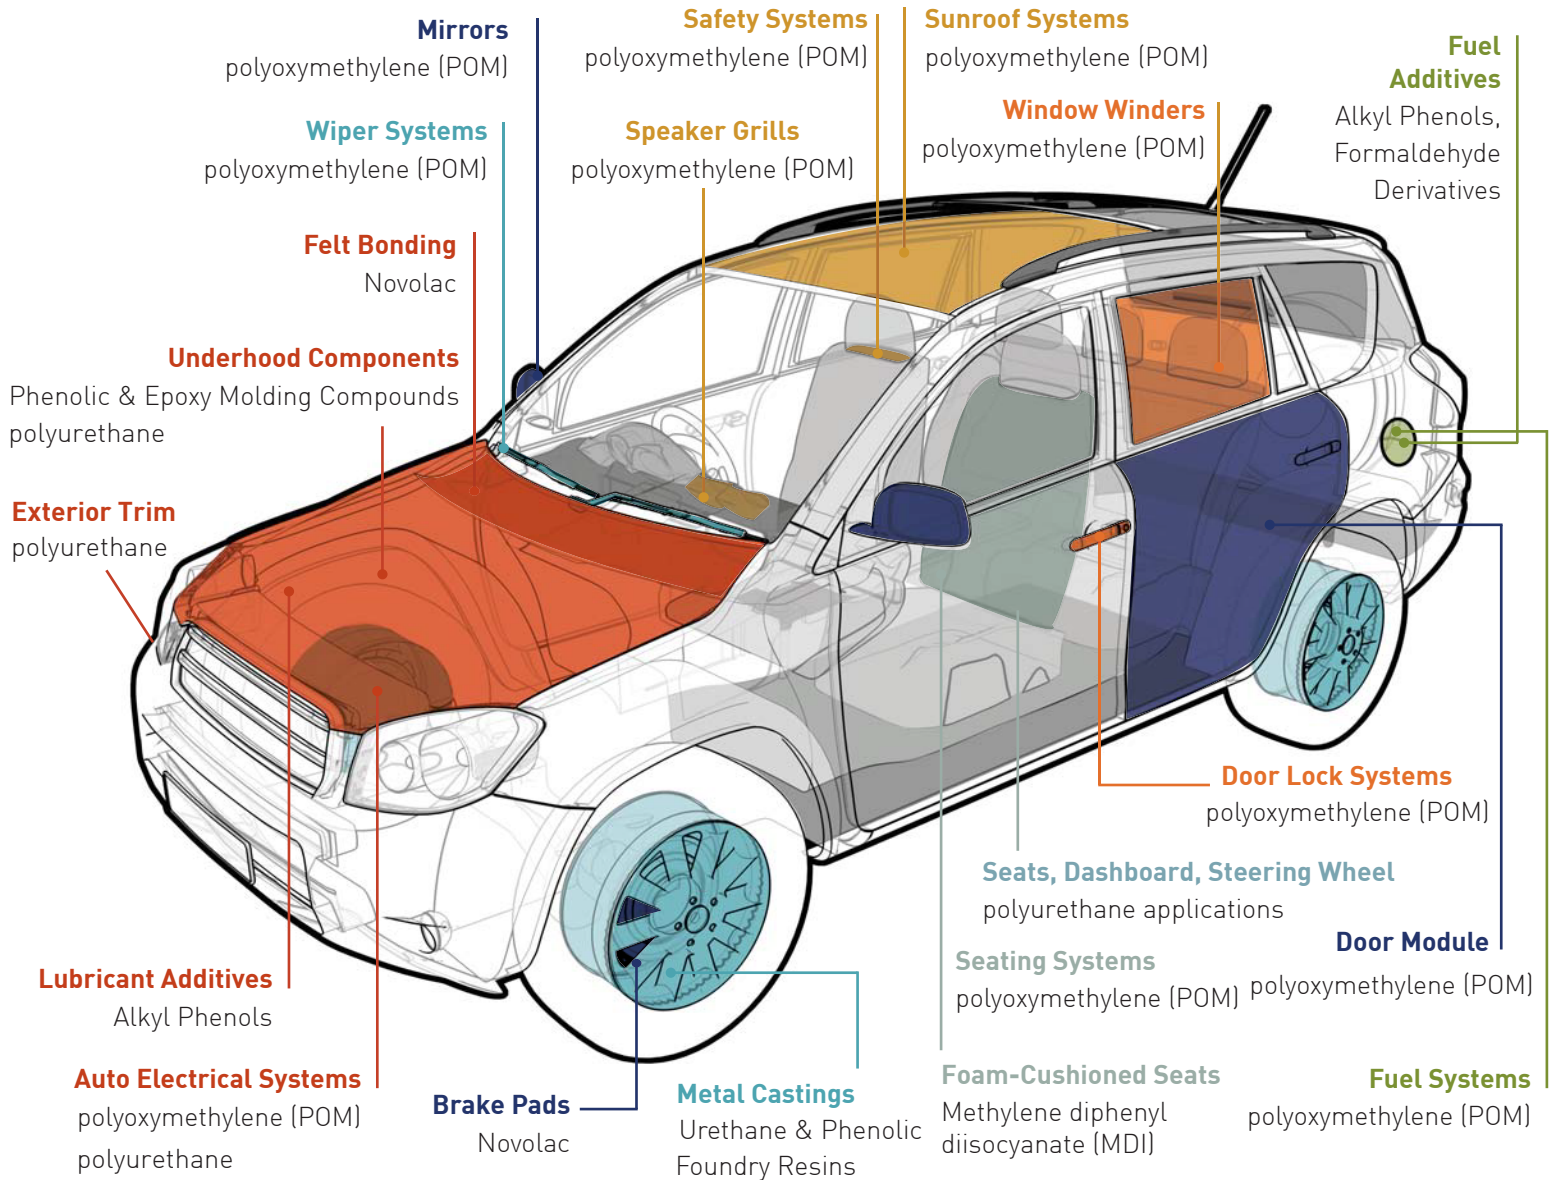 Mirrors
polyoxymethylene (POM)
Safety Systems
polyoxymethylene (POM)
Sunroof Systems
polyoxymethylene (POM)
Fuel
Additives
Alkyl Phenols,
Formaldehyde
Derivatives
Wiper Systems
polyoxymethylene (POM)
Speaker Grills
polyoxymethylene (POM)
Window Winders
polyoxymethylene (POM)
Felt Bonding
Novolac
Underhood Components
Phenolic & Epoxy Molding Compounds
polyurethane
Exterior Trim
polyurethane
Door Lock Systems
polyoxymethylene (POM)
Seats, Dashboard, Steering Wheel
polyurethane applications
Door Module
polyoxymethylene (POM)
Seating Systems
polyoxymethylene (POM)
Lubricant Additives
Alkyl Phenols
Auto Electrical Systems
polyoxymethylene (POM)
polyurethane
Brake Pads
Novolac
Metal Castings
Urethane & Phenolic
Foundry Resins
Foam-Cushioned Seats
Methylene diphenyl
diisocyanate (MDI)
Fuel Systems
polyoxymethylene (POM)